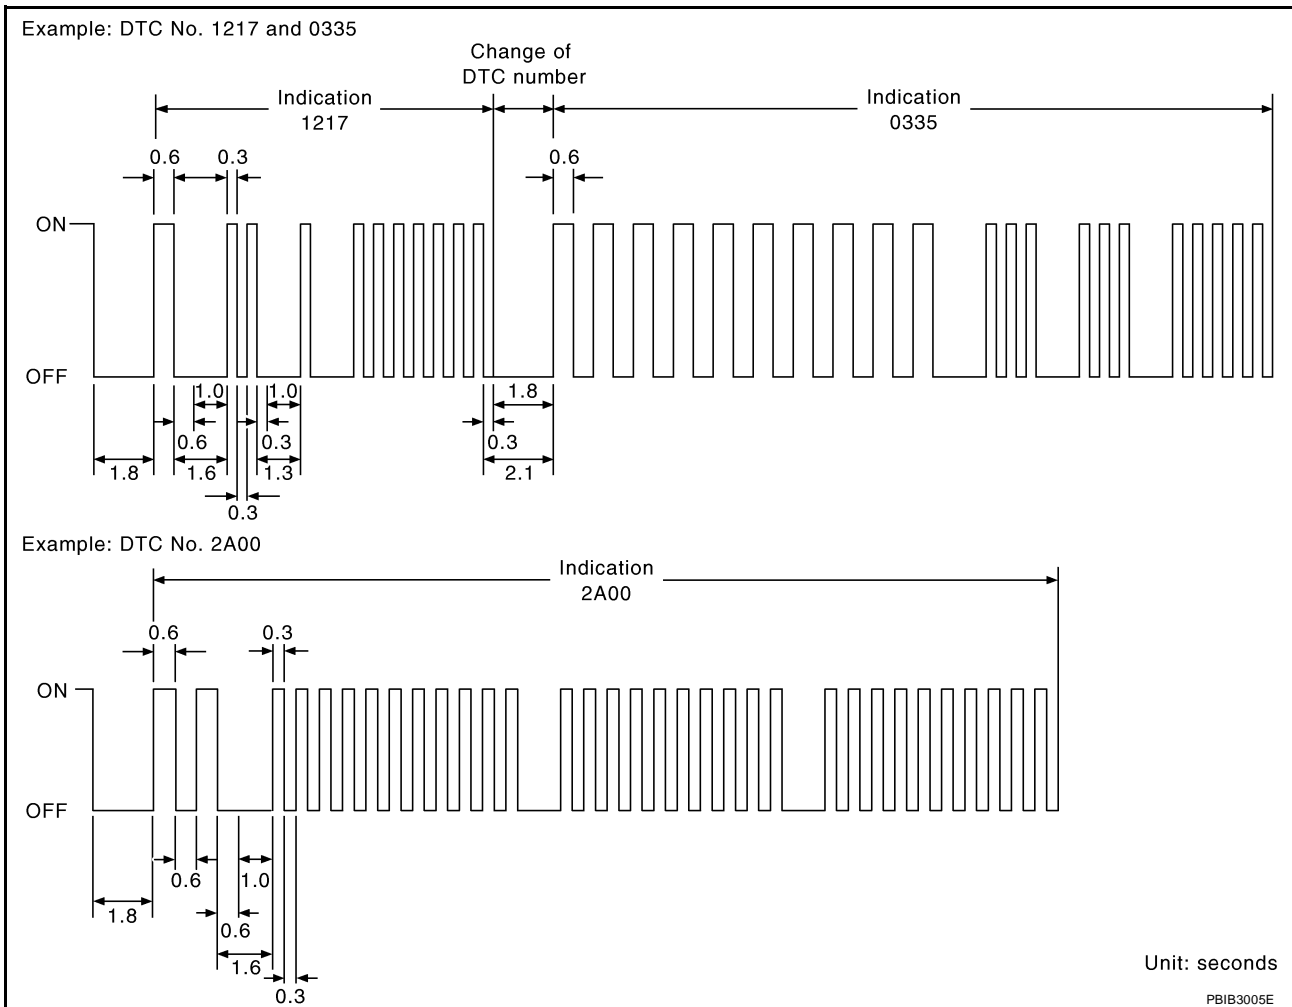 Example: DTC No. 1217 and 0335
Change of
DTC number
Indication
1217
Indication
0335
0.6
0.3
0.6
ON
OFF
1.0
1.0
1.8
0.6
0.3
0.3
1.8
1.6
1.3
2.1
0.3
Example: DTC No. 2A00
Indication
2A00
0.6
0.3
ON
OFF
0.6
1.0
1.8
0.6
1.6
0.3
Unit: seconds
PBIB3005E